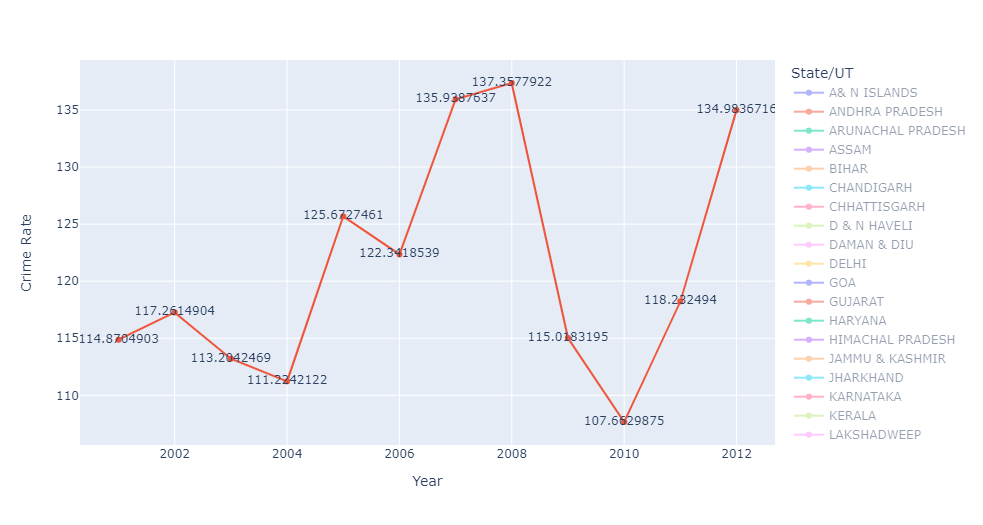 State/UT
A& N ISLANDS
ANDHRA PRADESH
ARUNACHAL PRADESH
ASSAM
BIHAR
CHANDIGARH
CHHATTISGARH
D & N HAVELI
DAMAN & DIU
DELHI
GOA
GUJARAT
HARYANA
HIMACHAL PRADESH
JAMMU & KASHMIR
JHARKHAND
KARNATAKA
KERALA
LAKSHADWEEP
Crime Rate
135
130
125
120
115
110
114.8704903
117.2614904
111.2242122
125.6727461
122.3418539
135.9387637
137.3577922
115.0183195
107.6629875
118.232494
134.9836716
2002
2004
2006
2008
2010
2012
Year